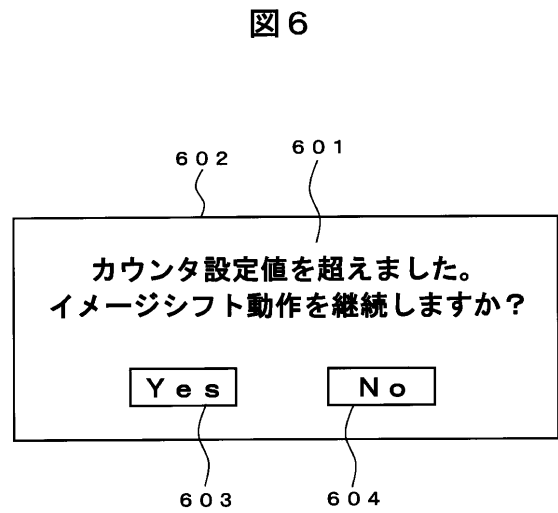 図６
６０２
６０１
カウンタ設定値を超えました。
イメージシフト動作を継続しますか？
Ｙｅｓ
Ｎｏ
６０３
６０４